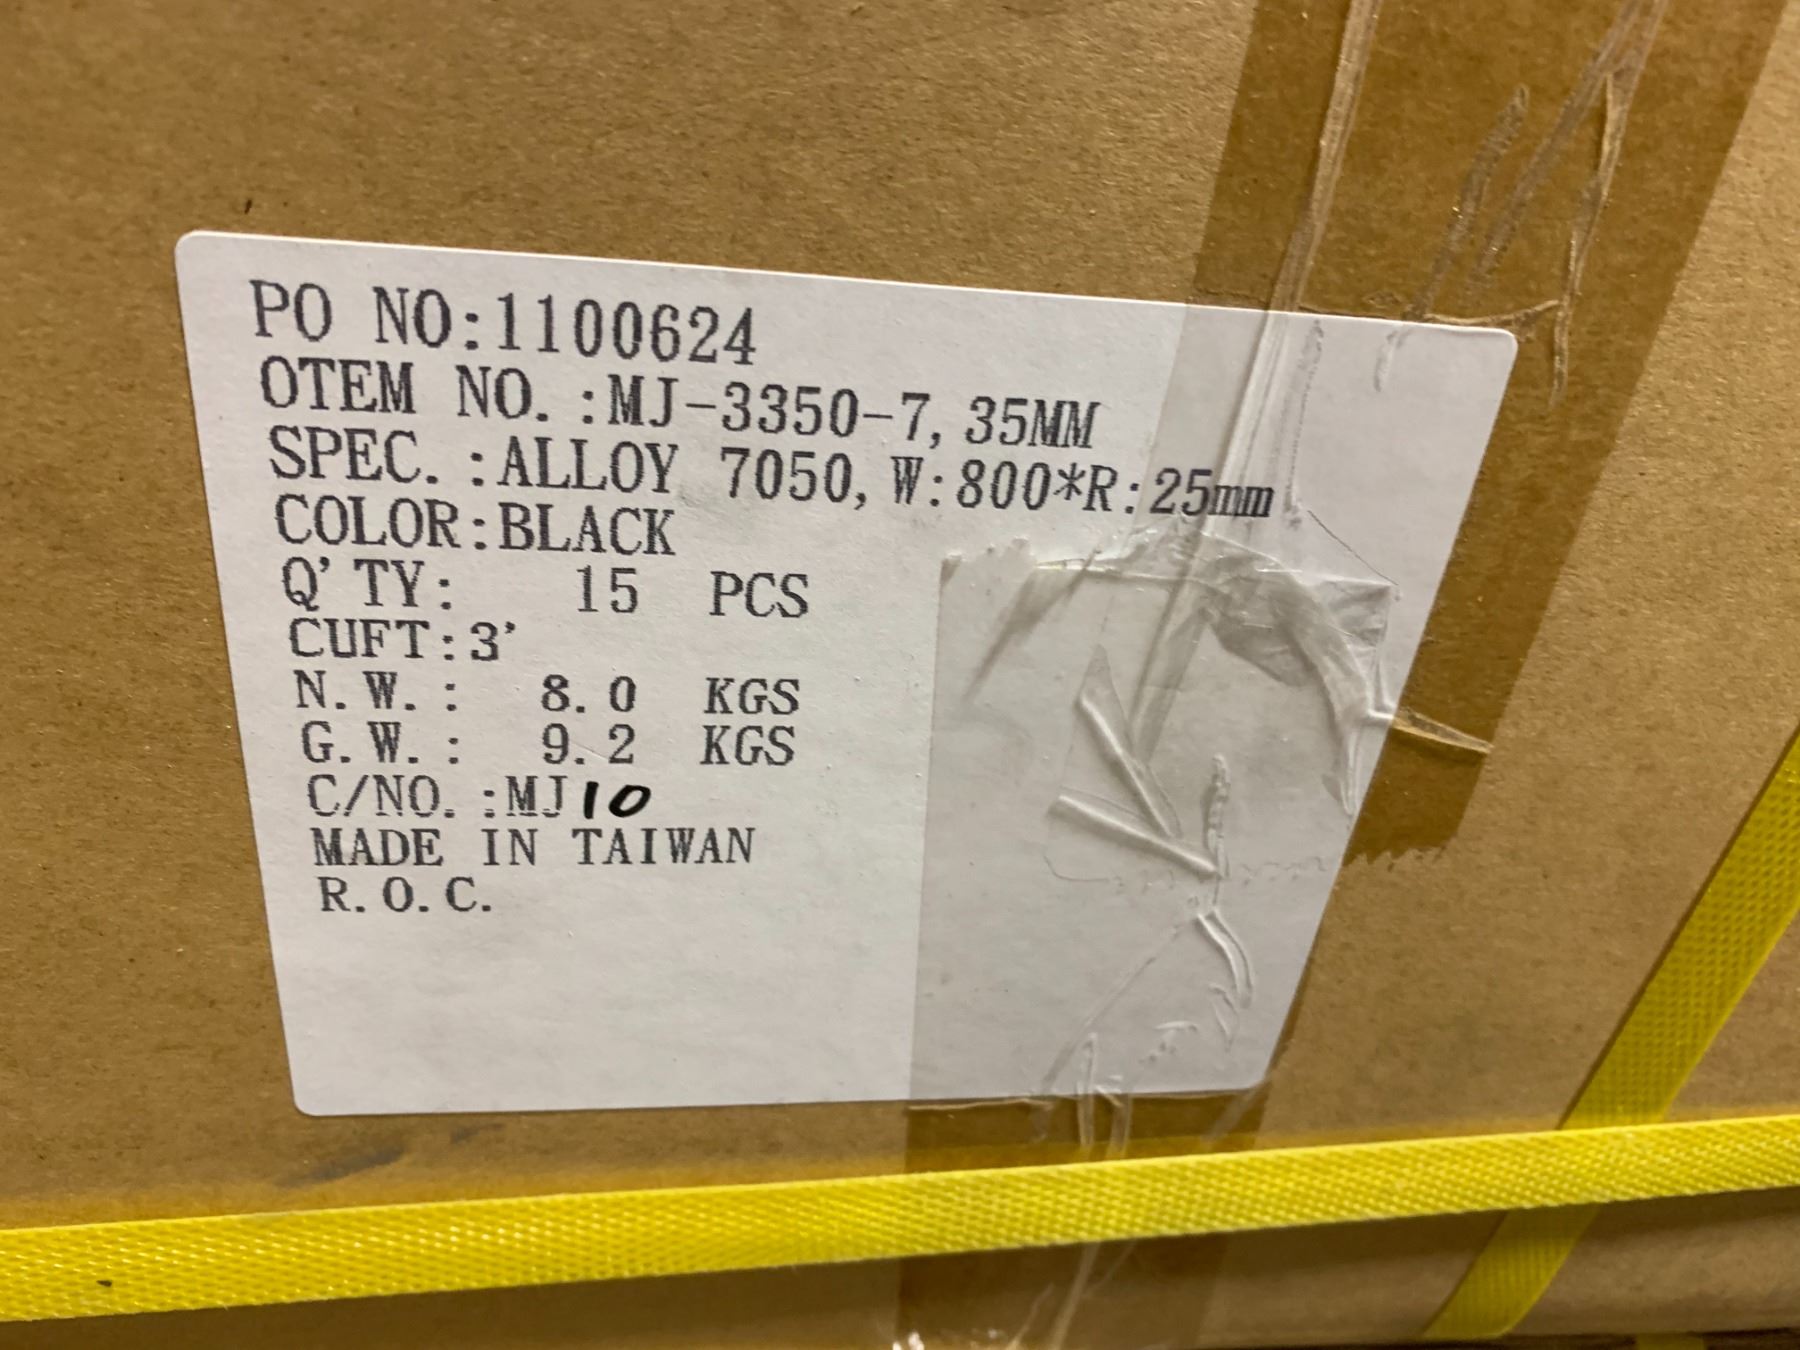 PO NO:1100624
OTEM NO.:MJ-3350-7,35MM
SPEC.:ALLOY 7050,W:800*R:25mm
COLOR:BLACK
Q'TY: 15 PCS
CUFT:3'
N.W.: 8.0 KGS
G.W.: 9.2 KGS
C/NO.:MJ10
MADE IN TAIWAN
R.O.C.